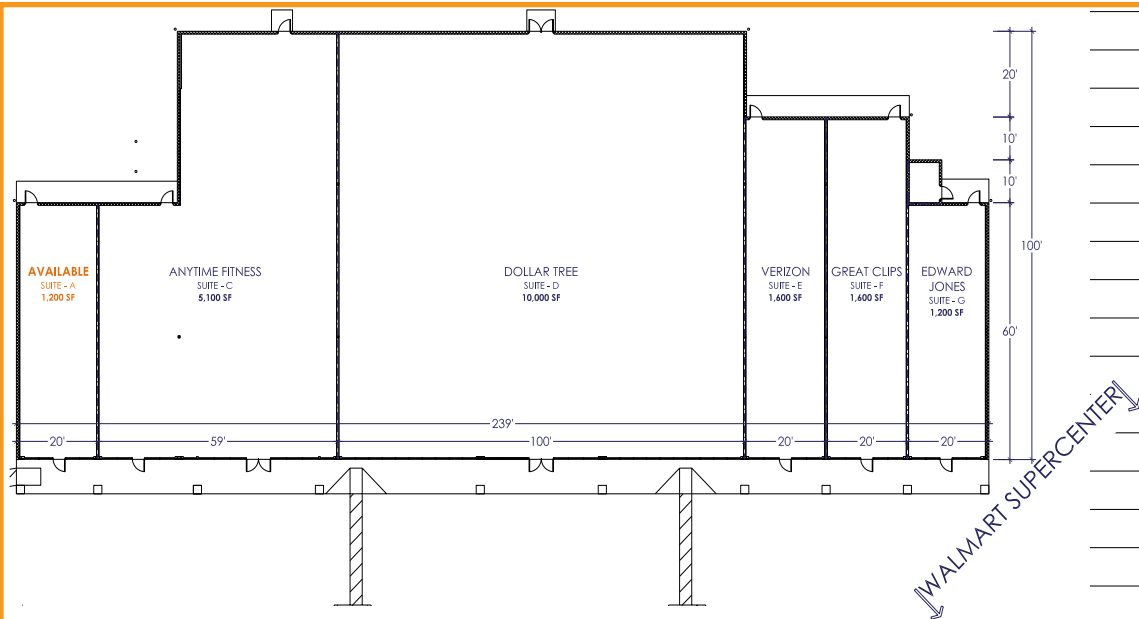 20'
10'
10'
100'
60'
AVAILABLE
SUITE - A
1,200 SF
ANYTIME FITNESS
SUITE - C
5,100 SF
DOLLAR TREE
SUITE - D
10,000 SF
VERIZON
SUITE - E
1,600 SF
GREAT CLIPS
SUITE - F
1,600 SF
EDWARD
JONES
SUITE - G
1,200 SF
239'
20'
59'
100'
20'
20'
20'
WALMART SUPERCENTER